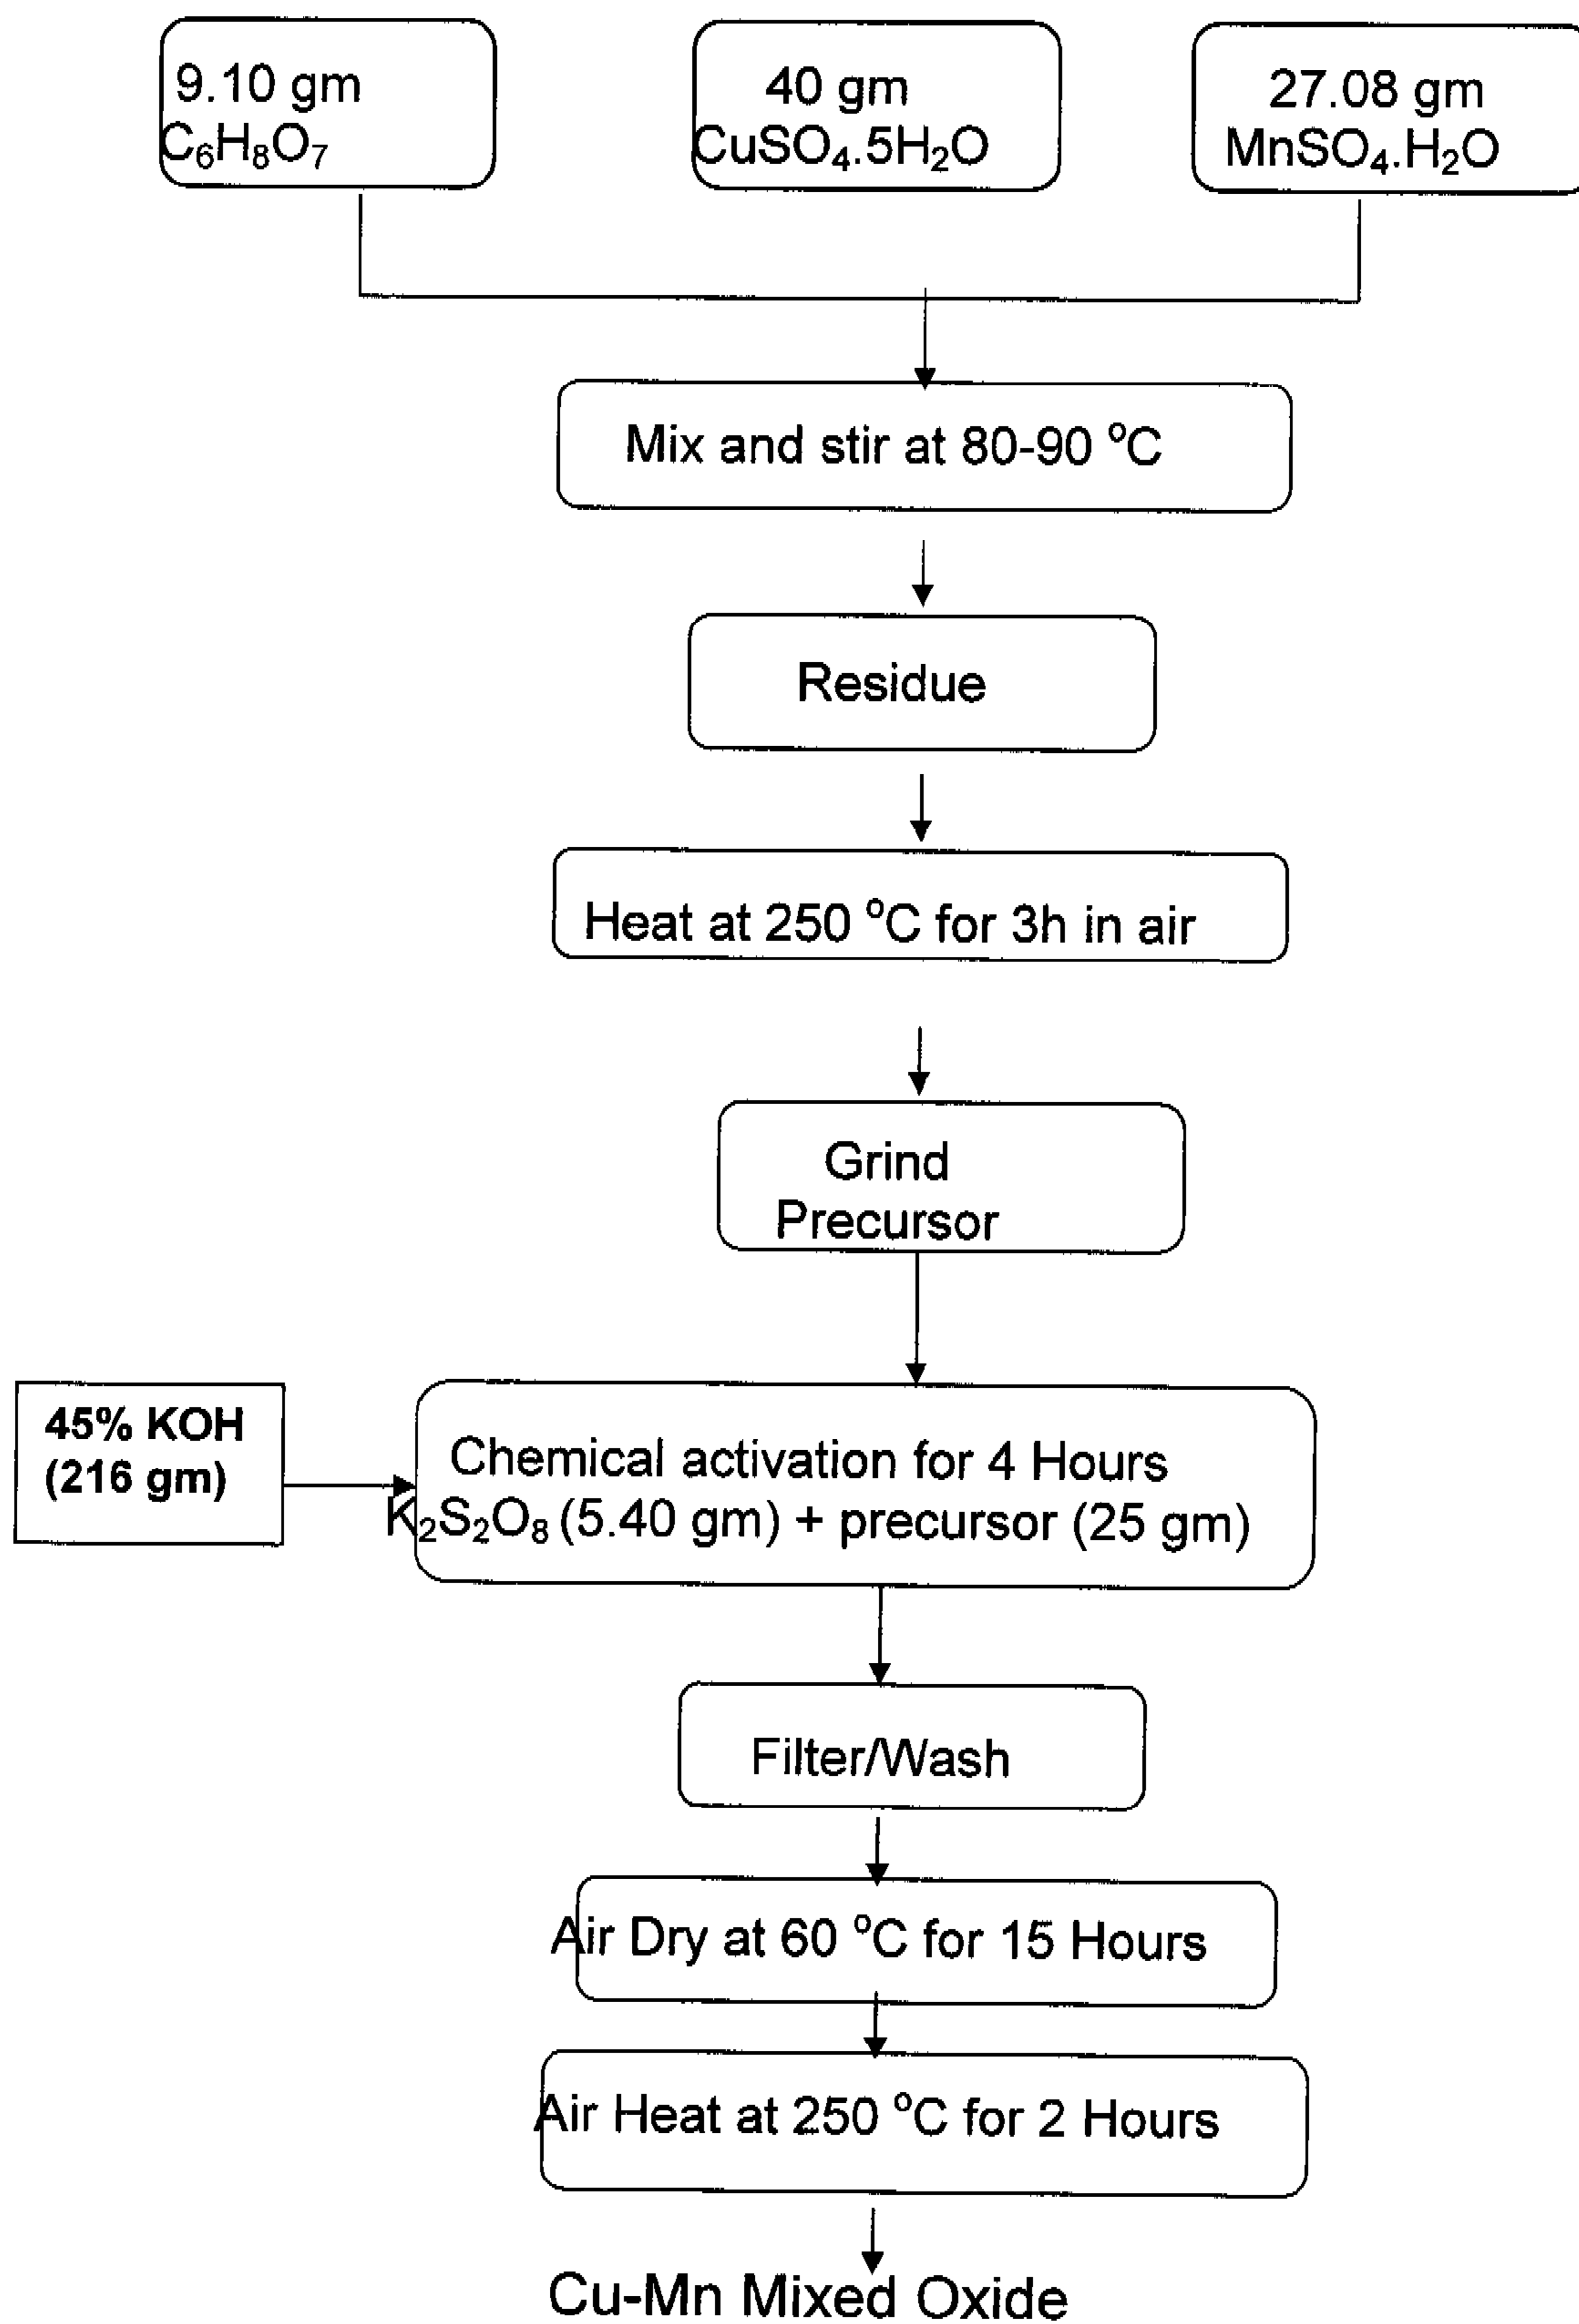 9.10 gm
C₆H₈O₇
40 gm
CuSO₄.5H₂O
27.08 gm
MnSO₄.H₂O
Mix and stir at 80-90 °C
Residue
Heat at 250 °C for 3h in air
Grind
Precursor
45% KOH
(216 gm)
Chemical activation for 4 Hours
K₂S₂O₈ (5.40 gm) + precursor (25 gm)
Filter/Wash
Air Dry at 60 °C for 15 Hours
Air Heat at 250 °C for 2 Hours
Cu-Mn Mixed Oxide